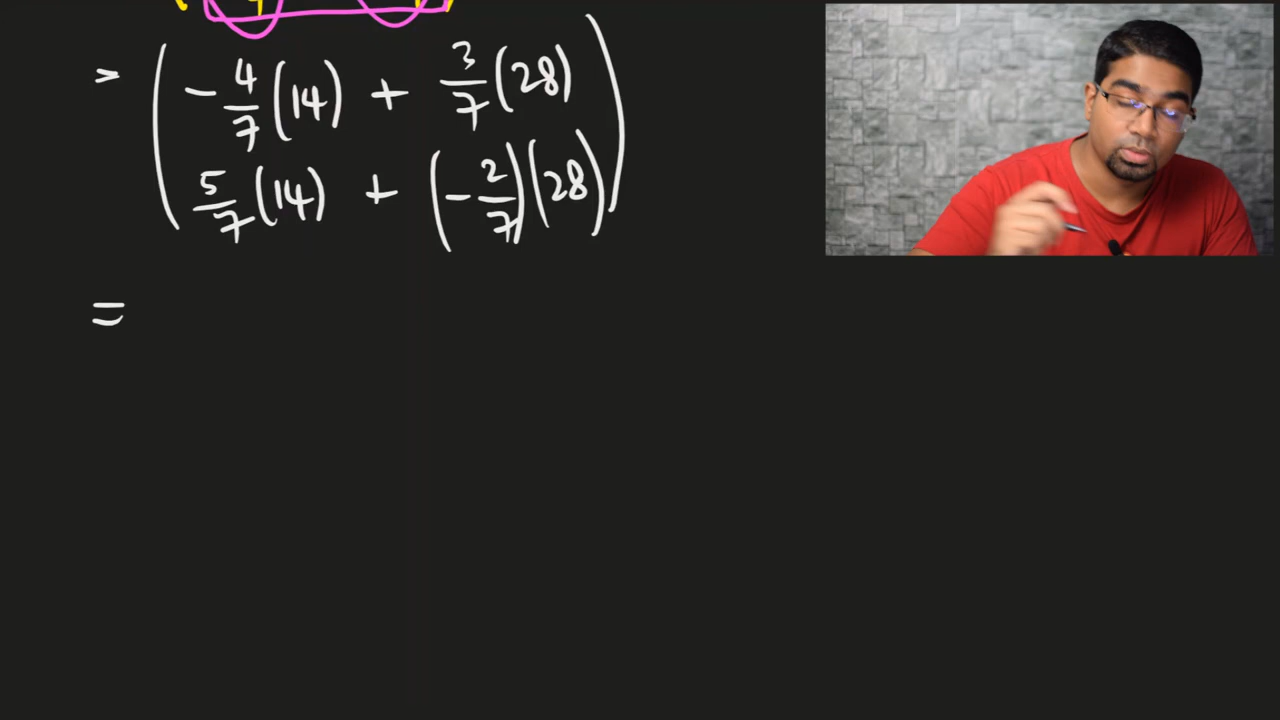 = ( -4/7 (14) + 3/7 (28)
5/7 (14) + (-2/7)(28) )
=